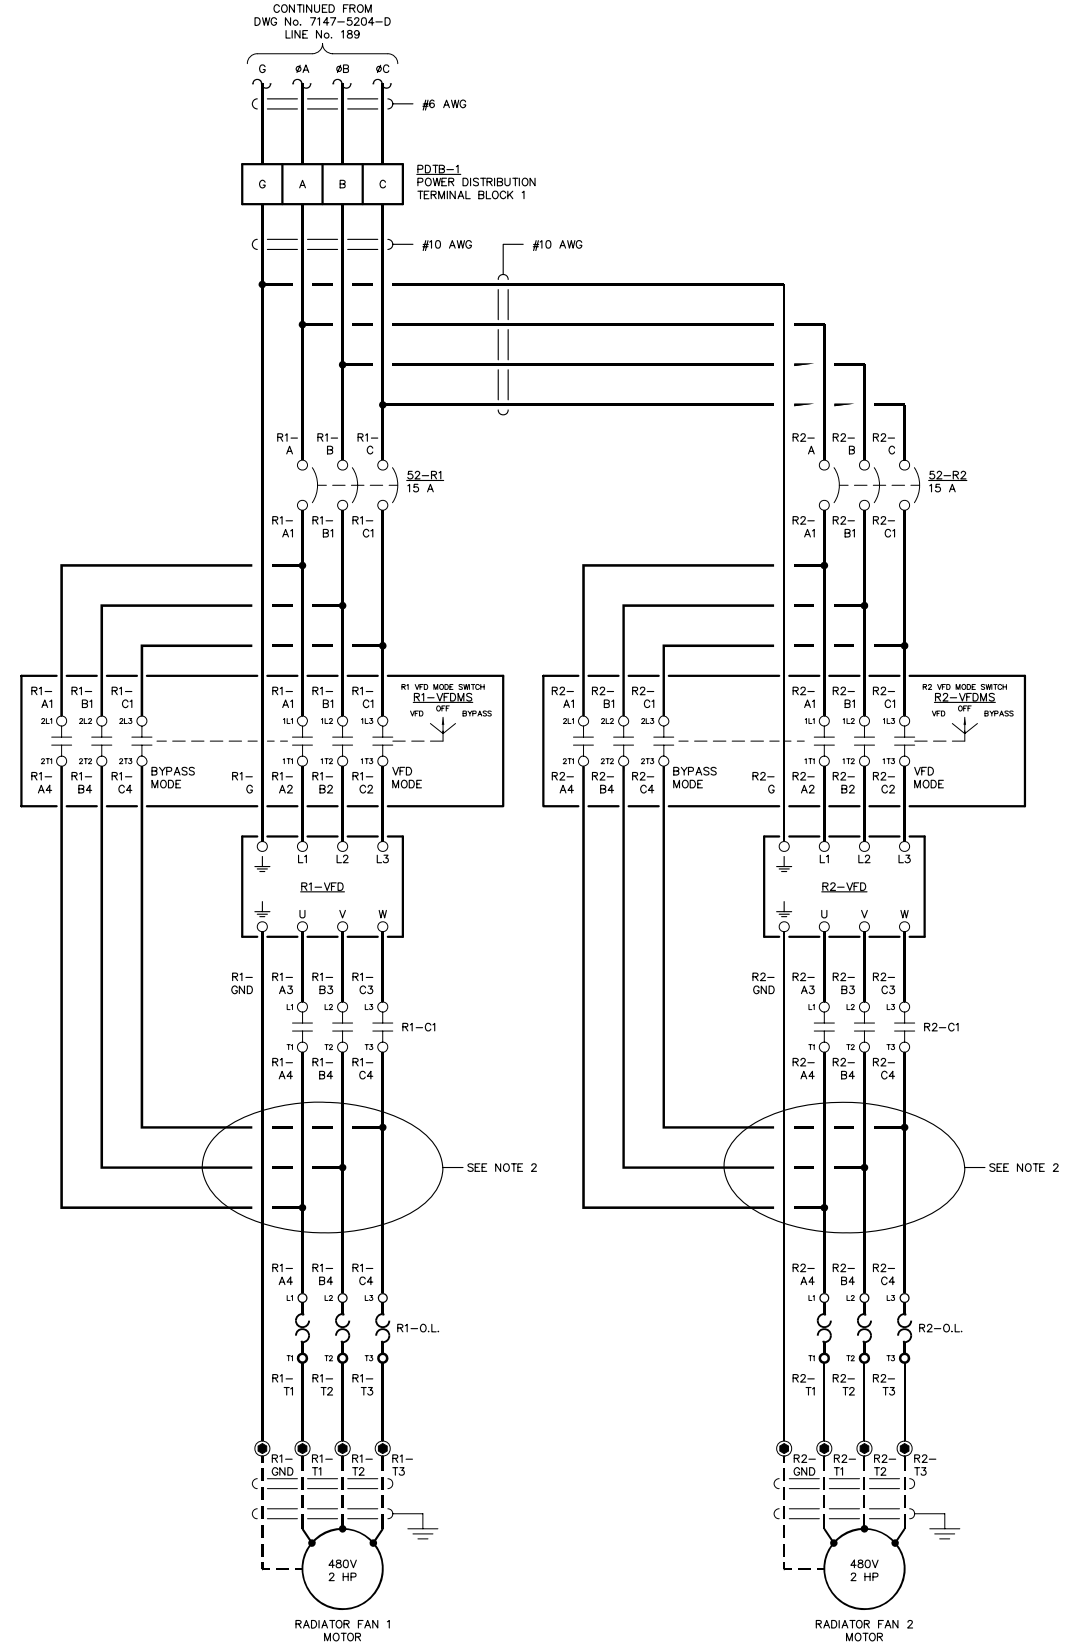 CONTINUED FROM
DWG No. 7147-5204-D
LINE No. 189
G ØA ØB ØC
#6 AWG
G A B C
PDTB-1
POWER DISTRIBUTION
TERMINAL BLOCK 1
#10 AWG
#10 AWG
R1- R1- R1-
A B C
52-R1
15 A
R1- R1- R1-
A1 B1 C1
R2- R2- R2-
A B C
52-R2
15 A
R2- R2- R2-
A1 B1 C1
R1- R1- R1-
A1 B1 C1
2L1 2L2 2L3
2T1 2T2 2T3
R1- R1- R1-
A4 B4 C4
BYPASS
MODE
R1-
G
R1- R1- R1-
A1 B1 C1
1L1 1L2 1L3
1T1 1T2 1T3
R1- R1- R1-
A2 B2 C2
VFD
MODE
R1 VFD MODE SWITCH
R1-VFDMS
OFF
VFD BYPASS
R2- R2- R2-
A1 B1 C1
2L1 2L2 2L3
2T1 2T2 2T3
R2- R2- R2-
A4 B4 C4
BYPASS
MODE
R2-
G
R2- R2- R2-
A1 B1 C1
1L1 1L2 1L3
1T1 1T2 1T3
R2- R2- R2-
A2 B2 C2
VFD
MODE
R2 VFD MODE SWITCH
R2-VFDMS
OFF
VFD BYPASS
L1 L2 L3
R1-VFD
U V W
L1 L2 L3
R2-VFD
U V W
R1- R1- R1- R1-
GND A3 B3 C3
L1 L2 L3
R1-C1
T1 T2 T3
R1- R1- R1-
A4 B4 C4
R2- R2- R2- R2-
GND A3 B3 C3
L1 L2 L3
R2-C1
T1 T2 T3
R2- R2- R2-
A4 B4 C4
SEE NOTE 2
SEE NOTE 2
R1- R1- R1-
A4 B4 C4
L1 L2 L3
R1-O.L.
T1 T2 T3
R1- R1- R1-
T1 T2 T3
R2- R2- R2-
A4 B4 C4
L1 L2 L3
R2-O.L.
T1 T2 T3
R2- R2- R2-
T1 T2 T3
R1- R1- R1- R1-
GND T1 T2 T3
R2- R2- R2- R2-
GND T1 T2 T3
480V
2 HP
RADIATOR FAN 1
MOTOR
480V
2 HP
RADIATOR FAN 2
MOTOR